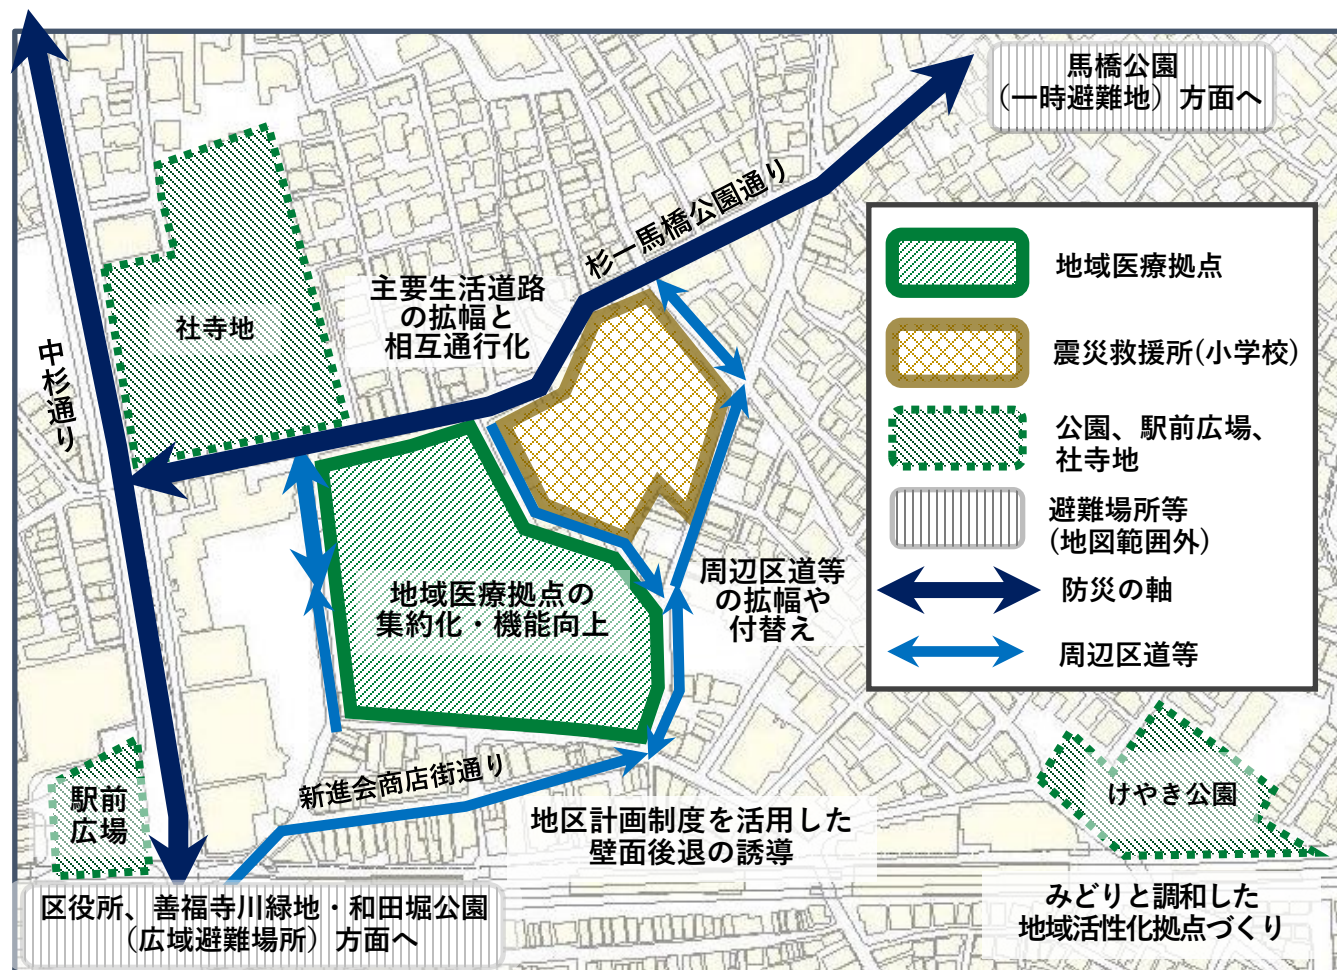 馬橋公園
(一時避難地）方面へ
杉一馬橋公園通り
主要生活道路
の拡幅と
相互通行化
社寺地
中杉通り
地域医療拠点
震災救援所(小学校)
公園、駅前広場、
社寺地
避難場所等
(地図範囲外)
防災の軸
周辺区道等
地域医療拠点の
集約化・機能向上
周辺区道等
の拡幅や
付替え
新進会商店街通り
駅前
広場
地区計画制度を活用した
壁面後退の誘導
けやき公園
みどりと調和した
地域活性化拠点づくり
区役所、善福寺川緑地・和田堀公園
（広域避難場所）方面へ